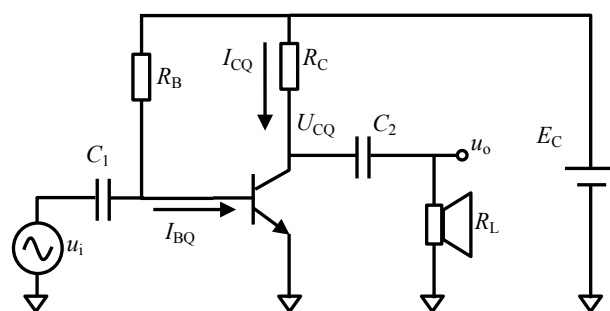 I_CQ
R_C
R_B
U_CQ
C_1
C_2
u_o
E_C
u_i
I_BQ
R_L